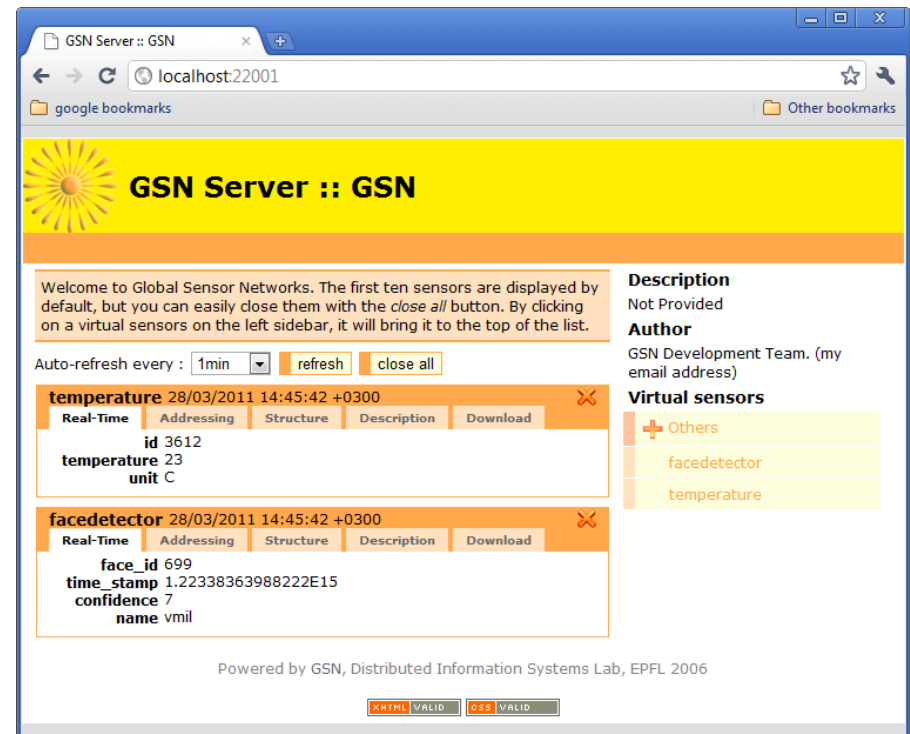 GSN Server :: GSN
localhost:22001
google bookmarks
Other bookmarks
GSN Server :: GSN
Welcome to Global Sensor Networks. The first ten sensors are displayed by
default, but you can easily close them with the close all button. By clicking
on a virtual sensors on the left sidebar, it will bring it to the top of the list.
Auto-refresh every : 1min refresh close all
temperature 28/03/2011 14:45:42 +0300
Real-Time Addressing Structure Description Download
id 3612
temperature 23
unit C
facedetector 28/03/2011 14:45:42 +0300
Real-Time Addressing Structure Description Download
face_id 699
time_stamp 1.22338363988222E15
confidence 7
name vmil
Description
Not Provided
Author
GSN Development Team. (my
email address)
Virtual sensors
Others
facedetector
temperature
Powered by GSN, Distributed Information Systems Lab, EPFL 2006
XHTML VALID CSS VALID